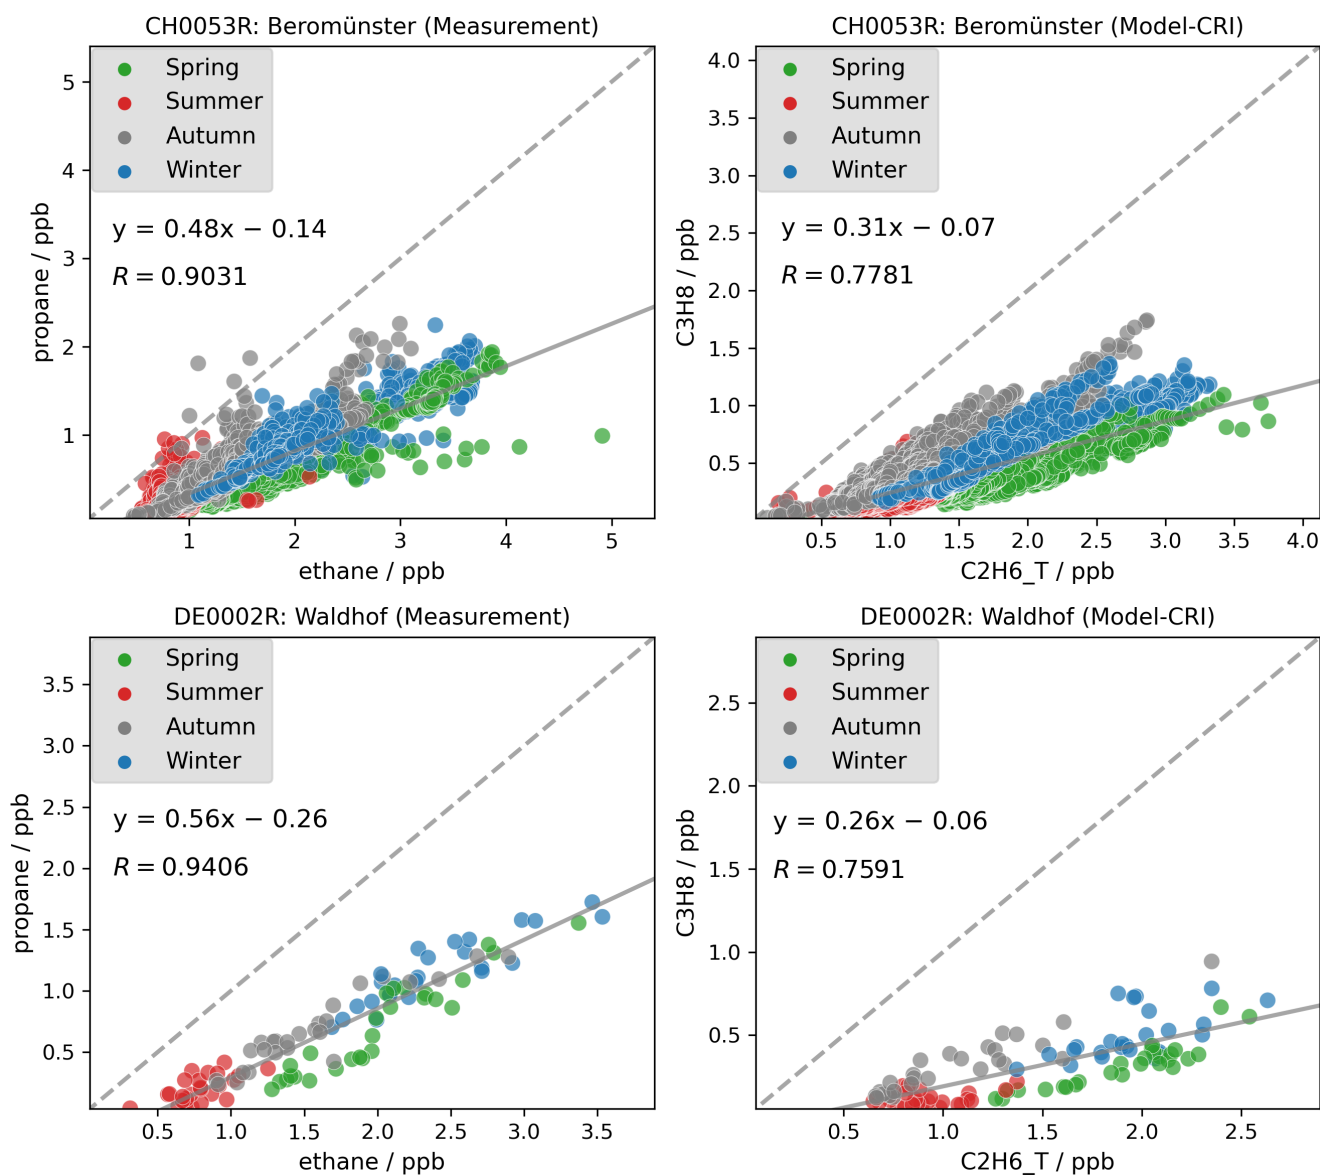 CH0053R: Beromünster (Measurement)
Spring
Summer
Autumn
Winter
y = 0.48x − 0.14
R = 0.9031
propane / ppb
5
4
3
2
1
1 2 3 4 5
ethane / ppb
CH0053R: Beromünster (Model-CRI)
Spring
Summer
Autumn
Winter
y = 0.31x − 0.07
R = 0.7781
C3H8 / ppb
4.0
3.5
3.0
2.5
2.0
1.5
1.0
0.5
0.5 1.0 1.5 2.0 2.5 3.0 3.5 4.0
C2H6_T / ppb
DE0002R: Waldhof (Measurement)
Spring
Summer
Autumn
Winter
y = 0.56x − 0.26
R = 0.9406
propane / ppb
3.5
3.0
2.5
2.0
1.5
1.0
0.5
0.5 1.0 1.5 2.0 2.5 3.0 3.5
ethane / ppb
DE0002R: Waldhof (Model-CRI)
Spring
Summer
Autumn
Winter
y = 0.26x − 0.06
R = 0.7591
C3H8 / ppb
2.5
2.0
1.5
1.0
0.5
0.5 1.0 1.5 2.0 2.5
C2H6_T / ppb